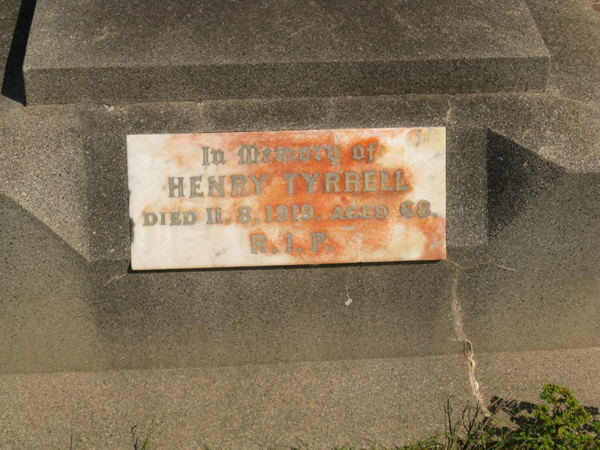 In Memory of
HENRY TYRRELL
DIED 11. 8. 1919. AGED 68.
R. I. P.